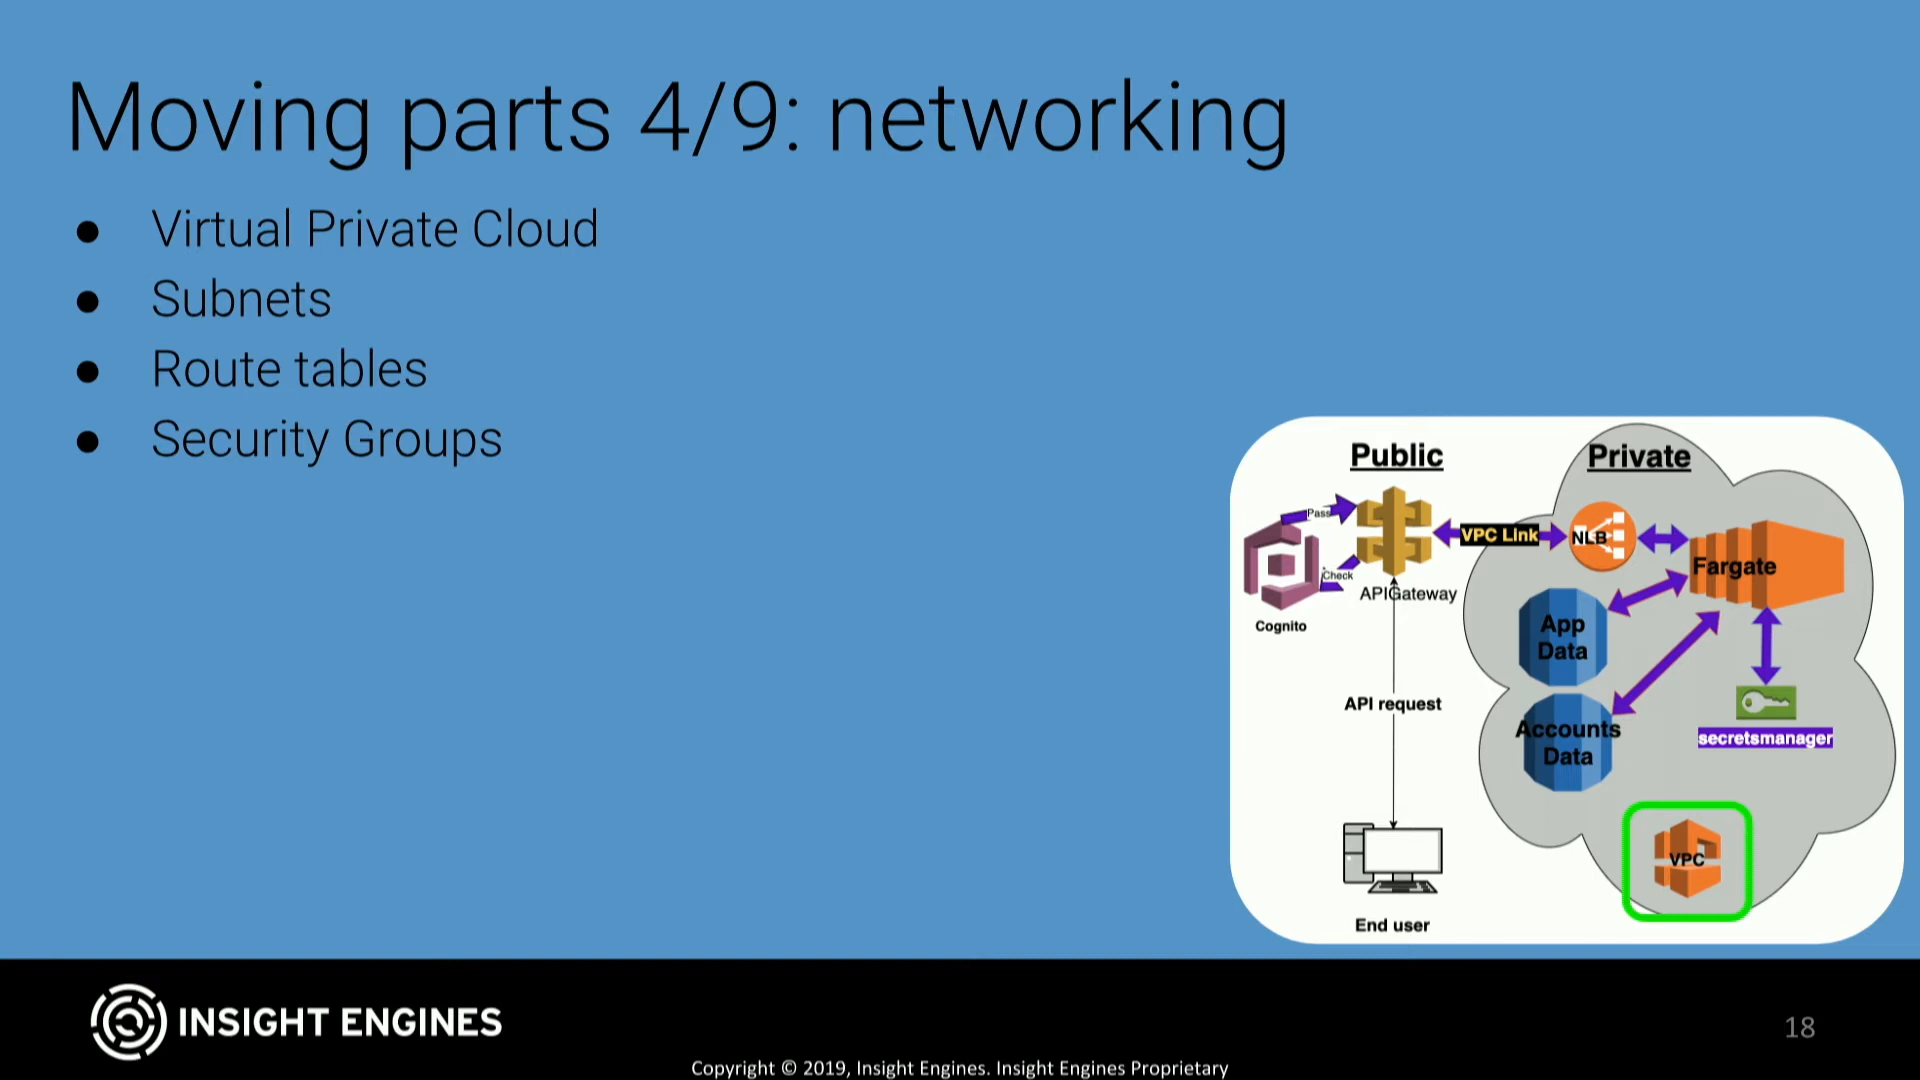 Moving parts 4/9: networking
● Virtual Private Cloud
● Subnets
● Route tables
● Security Groups
Public
Private
Pass
VPC Link
NLB
Fargate
Check
APIGateway
Cognito
App
Data
API request
Accounts
Data
secretsmanager
VPC
End user
INSIGHT ENGINES
18
Copyright © 2019, Insight Engines. Insight Engines Proprietary